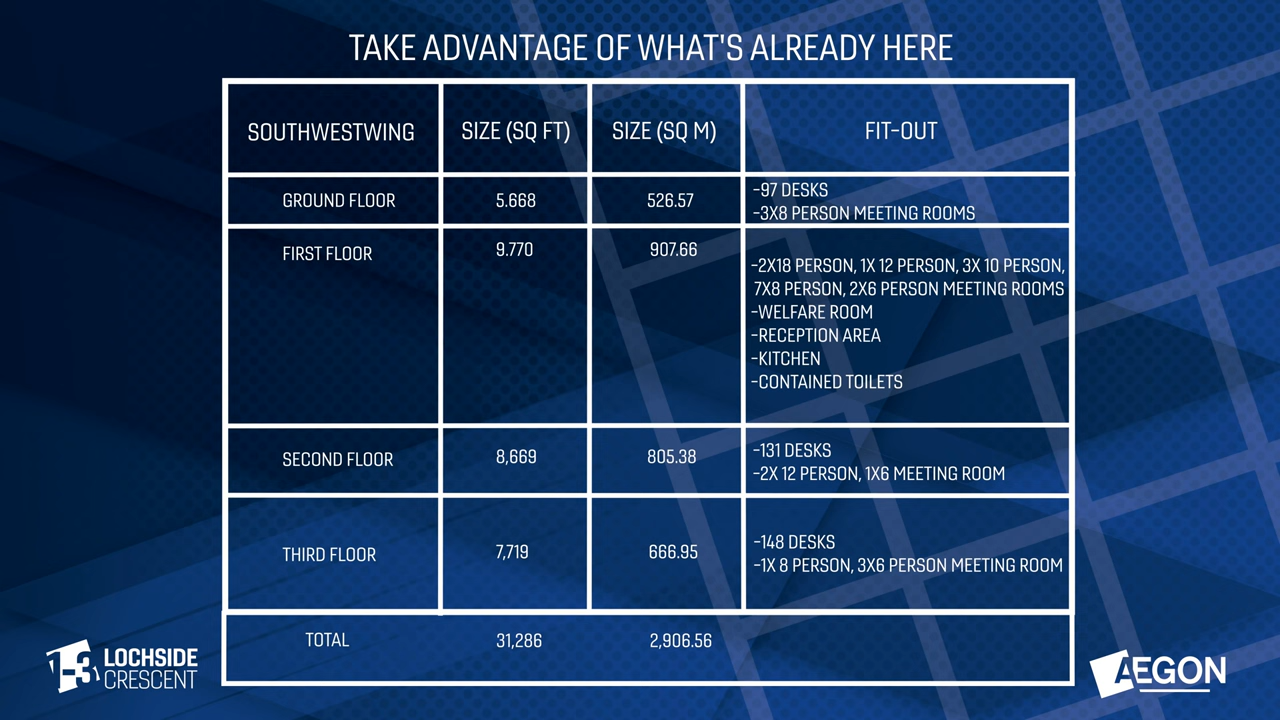 TAKE ADVANTAGE OF WHAT'S ALREADY HERE
SOUTHWESTWING SIZE (SQ FT) SIZE (SQ M) FIT-OUT
GROUND FLOOR 5.668 526.57 -97 DESKS
-3X8 PERSON MEETING ROOMS
FIRST FLOOR 9.770 907.66
-2X18 PERSON, 1X 12 PERSON, 3X 10 PERSON,
7X8 PERSON, 2X6 PERSON MEETING ROOMS
-WELFARE ROOM
-RECEPTION AREA
-KITCHEN
-CONTAINED TOILETS
SECOND FLOOR 8,669 805.38 -131 DESKS
-2X 12 PERSON, 1X6 MEETING ROOM
THIRD FLOOR 7,719 666.95 -148 DESKS
-1X 8 PERSON, 3X6 PERSON MEETING ROOM
TOTAL 31,286 2,906.56
1-3 LOCHSIDE
CRESCENT
AEGON